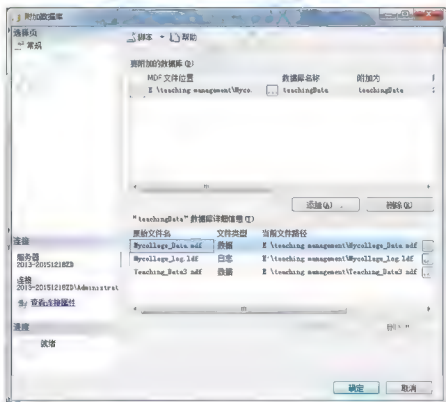 附加数据库
选择页
常规
脚本 帮助
要附加的数据库(D)
MDF 文件位置 数据库名称 附加为
E \teaching management\Myco. ... teachingData teachingData
添加(A) 移除(R)
"teachingData" 数据库详细信息(T)
原始文件名 文件类型 当前文件路径
Mycollege_Data.mdf 数据 E \teaching management\Mycollege_Data mdf
Mycollege_log.ldf 日志 E \teaching management\Mycollege_log ldf
Teaching_Data3 ndf 数据 E \teaching management\Teaching_Data3 ndf
连接
服务器
2013-20151218ZD
连接
2013-20151218ZD\Administrat
查看连接属性
进度
就绪
确定 取消